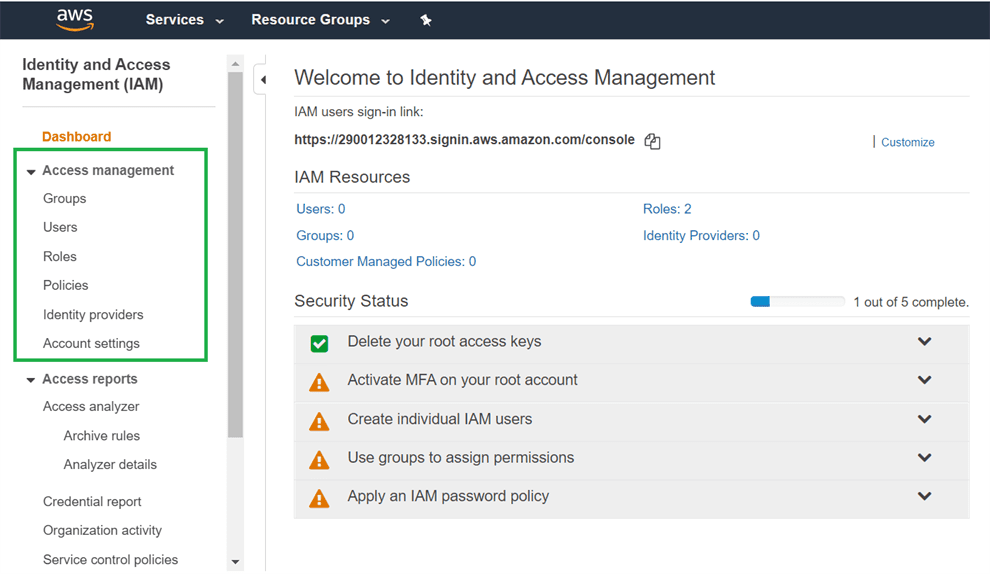 aws
Services
Resource Groups
Identity and Access
Management (IAM)
Dashboard
Access management
Groups
Users
Roles
Policies
Identity providers
Account settings
Access reports
Access analyzer
Archive rules
Analyzer details
Credential report
Organization activity
Service control policies
Welcome to Identity and Access Management
IAM users sign-in link:
https://290012328133.signin.aws.amazon.com/console
Customize
IAM Resources
Users: 0
Roles: 2
Groups: 0
Identity Providers: 0
Customer Managed Policies: 0
Security Status
1 out of 5 complete.
Delete your root access keys
Activate MFA on your root account
Create individual IAM users
Use groups to assign permissions
Apply an IAM password policy